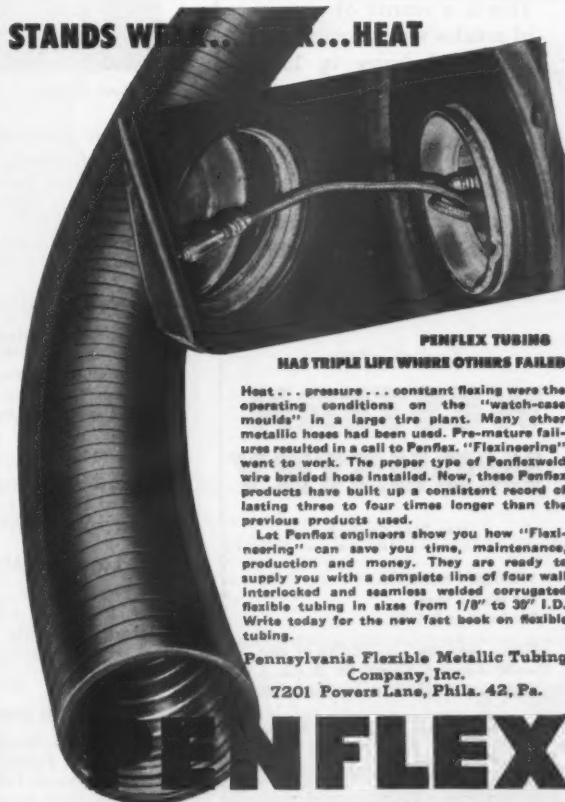 STANDS WEAR...TEAR...HEAT
PENFLEX TUBING
HAS TRIPLE LIFE WHERE OTHERS FAILED
Heat . . . pressure . . . constant flexing were the
operating conditions on the "watch-case
moulds" in a large tire plant. Many other
metallic hoses had been used. Pre-mature fail-
ures resulted in a call to Penflex. "Flexineering"
went to work. The proper type of Penflexweld
wire braided hose installed. Now, these Penflex
products have built up a consistent record of
lasting three to four times longer than the
previous products used.
Let Penflex engineers show you how "Flexi-
neering" can save you time, maintenance,
production and money. They are ready to
supply you with a complete line of four wall
interlocked and seamless welded corrugated
flexible tubing in sizes from 1/8" to 30" I.D.
Write today for the new fact book on flexible
tubing.
Pennsylvania Flexible Metallic Tubing
Company, Inc.
7201 Powers Lane, Phila. 42, Pa.
PENFLEX